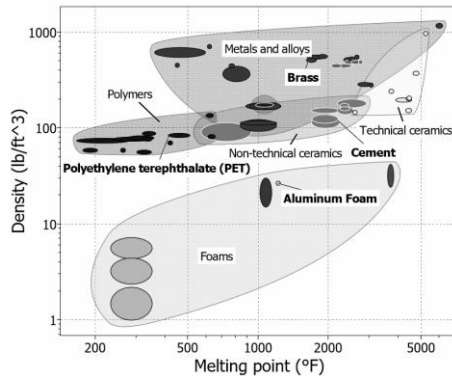 1000
Metals and alloys
Brass
Polymers
100
Technical ceramics
Non-technical ceramics
Cement
Polyethylene terephthalate (PET)
Density (lb/ft^3)
Aluminum Foam
10
Foams
1
200
500
1000
2000
5000
Melting point (°F)